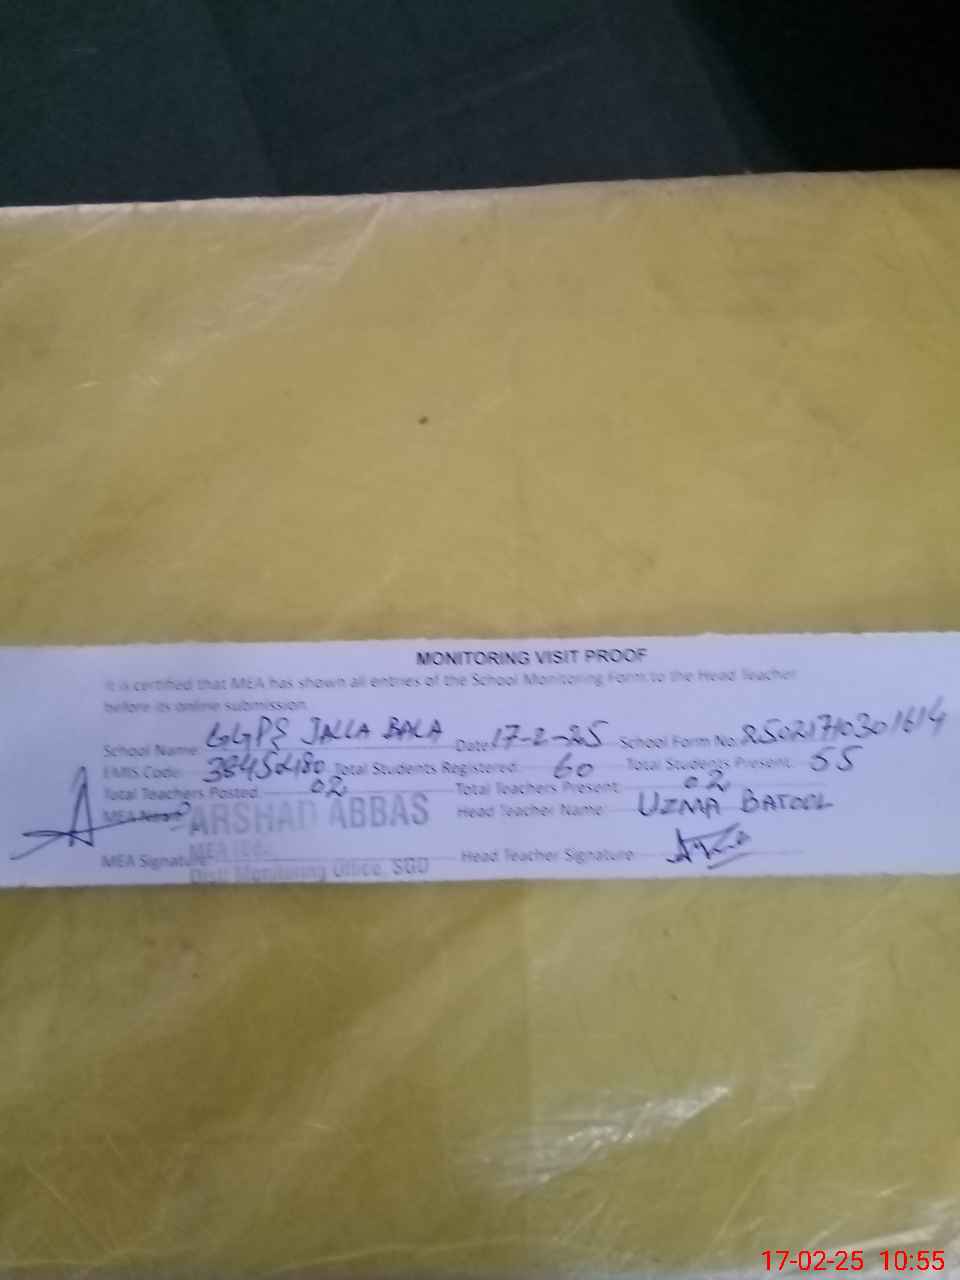 MONITORING VISIT PROOF
It is certified that MEA has shown all entries of the School Monitoring Form to the Head Teacher
before its online submission.
School Name: GGPS JALLA BALA Date: 17-2-25 School Form No.
EMIS Code: 38450480 Total Students Registered: 60 Total Students Present: 55
Total Teachers Posted: 02 Total Teachers Present: 02
MEA Name: ARSHAD ABBAS Head Teacher Name: UZMA BATOOL
MEA Signature: MEA Head Teacher Signature:
Distt Monitoring Office, SGD
17-02-25 10:55